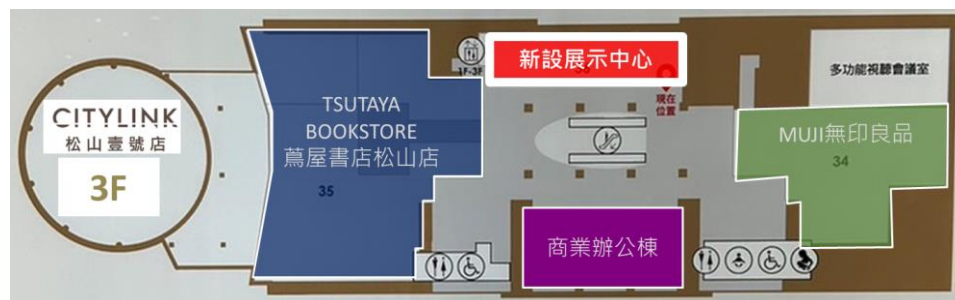 CITYLINK
松山壹號店
3F
TSUTAYA
BOOKSTORE
蔦屋書店松山店
35
1F-3F
新設展示中心
現在
位置
多功能視聽會議室
MUJI無印良品
34
商業辦公棟